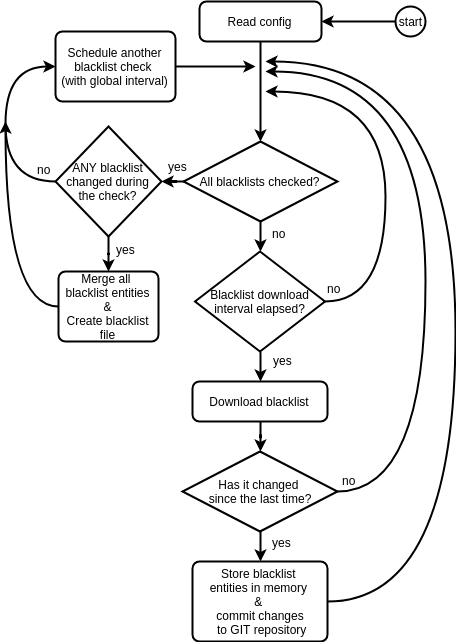 Read config
start
Schedule another
blacklist check
(with global interval)
ANY blacklist
changed during
the check?
no
yes
All blacklists checked?
yes
no
Merge all
blacklist entities
&
Create blacklist
file
Blacklist download
interval elapsed?
no
yes
Download blacklist
Has it changed
since the last time?
no
yes
Store blacklist
entities in memory
&
commit changes
to GIT repository